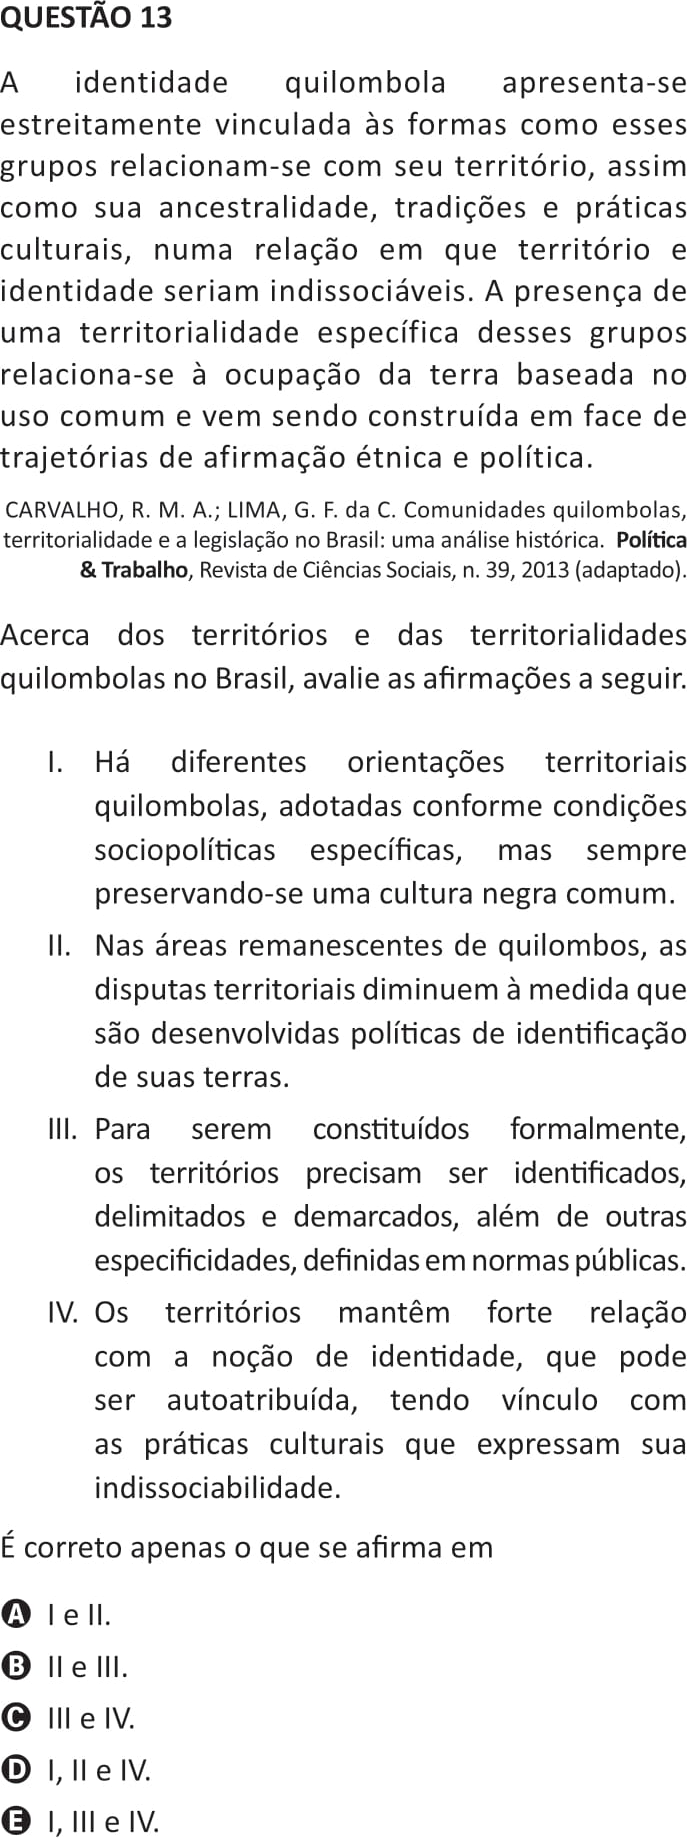 QUESTÃO 13
A identidade quilombola apresenta-se
estreitamente vinculada às formas como esses
grupos relacionam-se com seu território, assim
como sua ancestralidade, tradições e práticas
culturais, numa relação em que território e
identidade seriam indissociáveis. A presença de
uma territorialidade específica desses grupos
relaciona-se à ocupação da terra baseada no
uso comum e vem sendo construída em face de
trajetórias de afirmação étnica e política.
CARVALHO, R. M. A.; LIMA, G. F. da C. Comunidades quilombolas,
territorialidade e a legislação no Brasil: uma análise histórica. Política
& Trabalho, Revista de Ciências Sociais, n. 39, 2013 (adaptado).
Acerca dos territórios e das territorialidades
quilombolas no Brasil, avalie as afirmações a seguir.
I. Há diferentes orientações territoriais
quilombolas, adotadas conforme condições
sociopolíticas específicas, mas sempre
preservando-se uma cultura negra comum.
II. Nas áreas remanescentes de quilombos, as
disputas territoriais diminuem à medida que
são desenvolvidas políticas de identificação
de suas terras.
III. Para serem constituídos formalmente,
os territórios precisam ser identificados,
delimitados e demarcados, além de outras
especificidades, definidas em normas públicas.
IV. Os territórios mantêm forte relação
com a noção de identidade, que pode
ser autoatribuída, tendo vínculo com
as práticas culturais que expressam sua
indissociabilidade.
É correto apenas o que se afirma em
A I e II.
B II e III.
C III e IV.
D I, II e IV.
E I, III e IV.